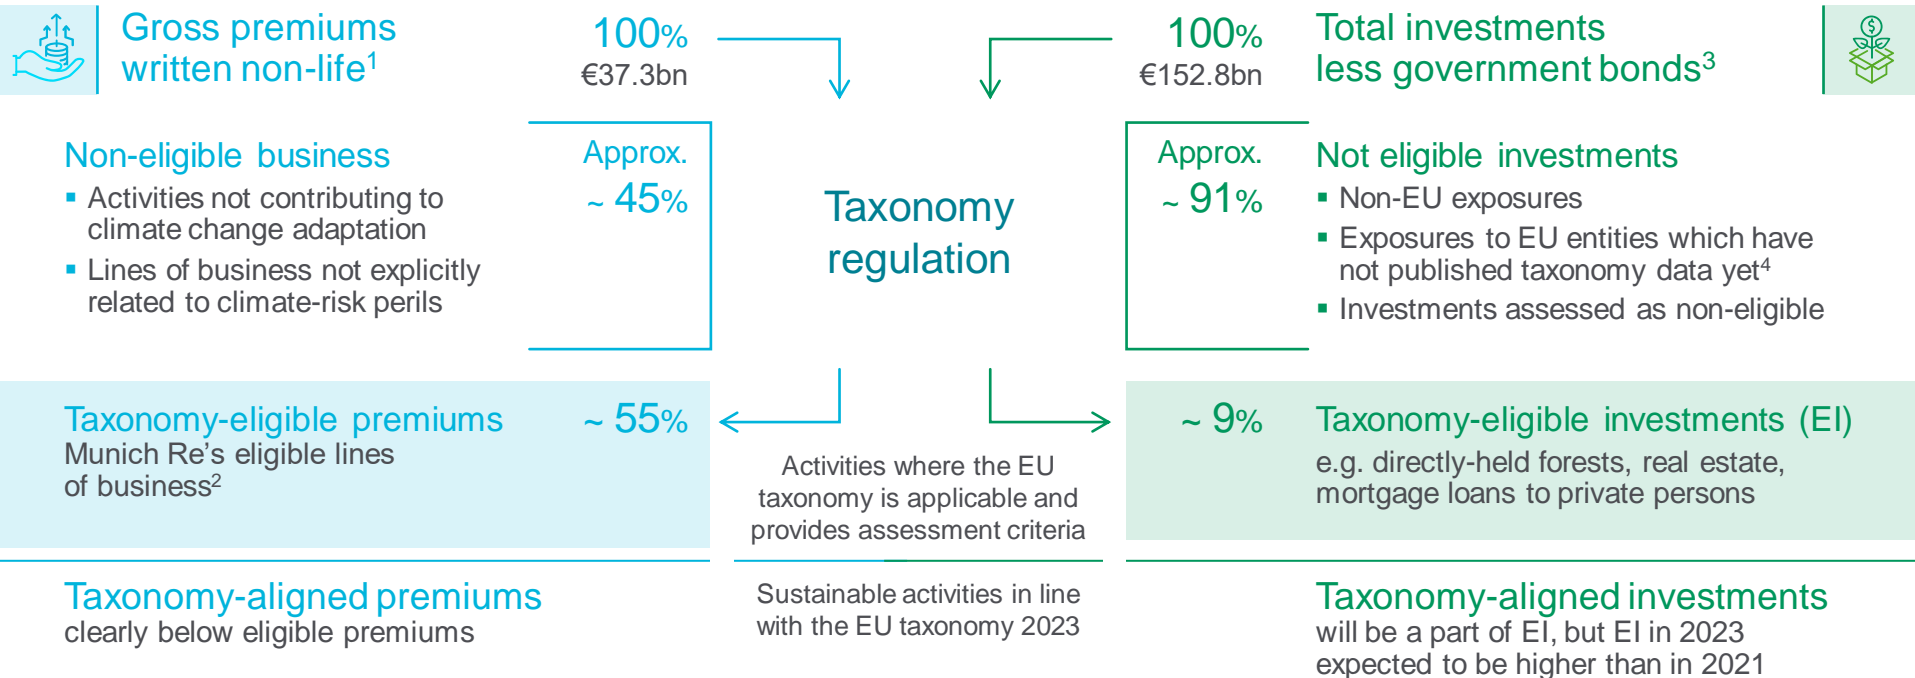 Gross premiums
written non-life¹
100%
€37.3bn
100%
€152.8bn
Total investments
less government bonds³
Non-eligible business
▪ Activities not contributing to
climate change adaptation
▪ Lines of business not explicitly
related to climate-risk perils
Approx.
~ 45%
Taxonomy
regulation
Approx.
~ 91%
Not eligible investments
▪ Non-EU exposures
▪ Exposures to EU entities which have
not published taxonomy data yet⁴
▪ Investments assessed as non-eligible
Taxonomy-eligible premiums
Munich Re’s eligible lines
of business²
~ 55%
Activities where the EU
taxonomy is applicable and
provides assessment criteria
~ 9%
Taxonomy-eligible investments (EI)
e.g. directly-held forests, real estate,
mortgage loans to private persons
Taxonomy-aligned premiums
clearly below eligible premiums
Sustainable activities in line
with the EU taxonomy 2023
Taxonomy-aligned investments
will be a part of EI, but EI in 2023
expected to be higher than in 2021